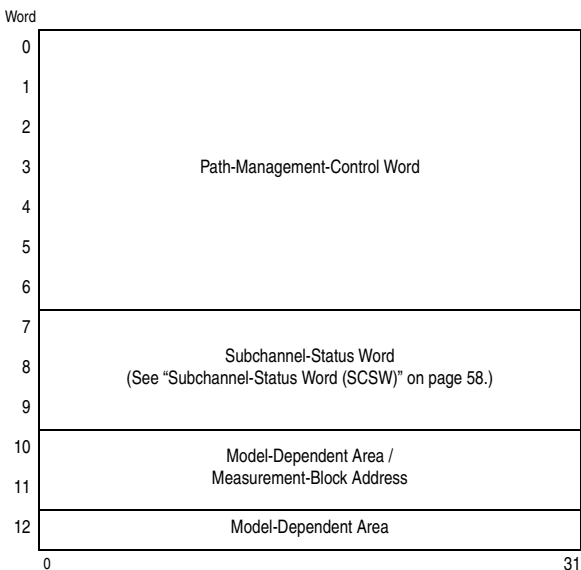 Word
0
1
2
3
Path-Management-Control Word
4
5
6
7
8
Subchannel-Status Word
(See “Subchannel-Status Word (SCSW)” on page 58.)
9
10
11
Model-Dependent Area /
Measurement-Block Address
12
Model-Dependent Area
0
31